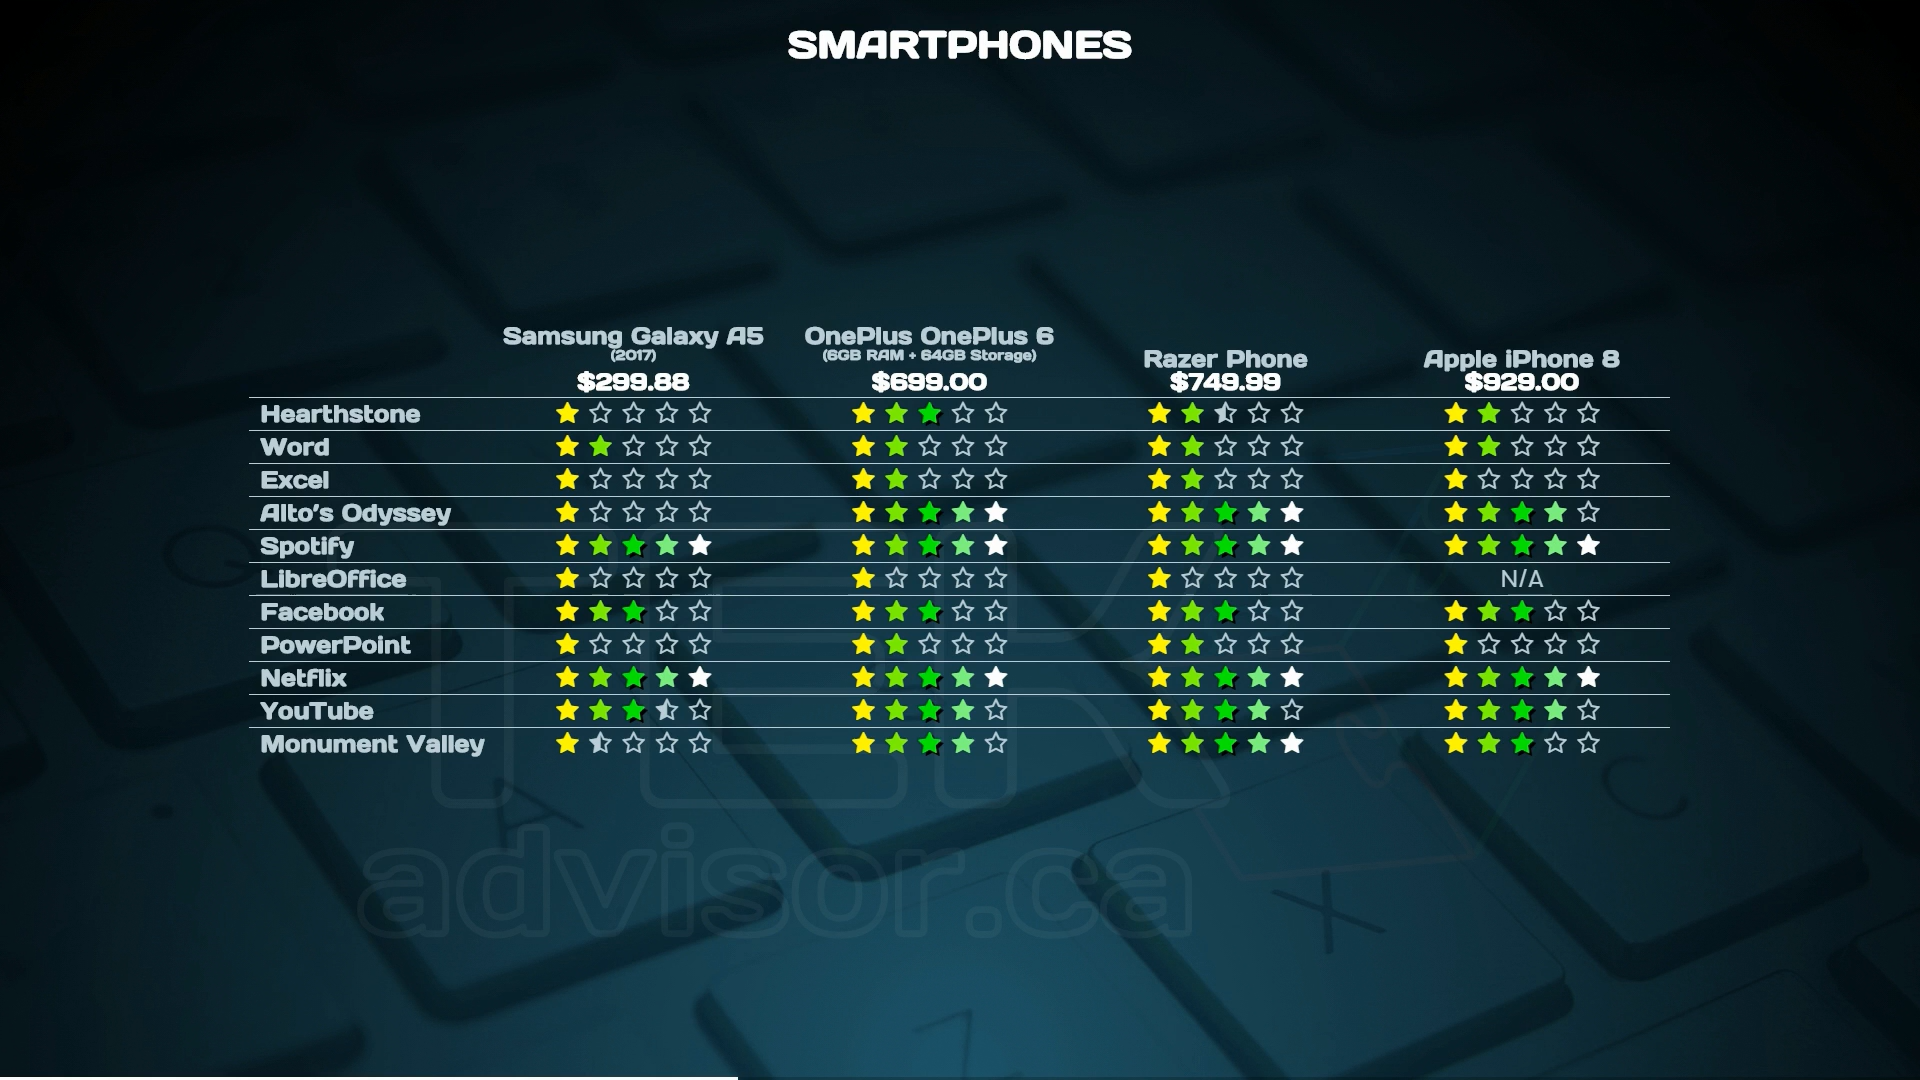 SMARTPHONES
Samsung Galaxy A5 OnePlus OnePlus 6
(2017) (6GB RAM + 64GB Storage)
Razer Phone Apple iPhone 8
$299.88 $699.00 $749.99 $929.00
Hearthstone
Word
Excel
Alto's Odyssey
Spotify
LibreOffice N/A
Facebook
PowerPoint
Netflix
YouTube
Monument Valley
TEK
advisor.ca
Q
A
Z
X
C